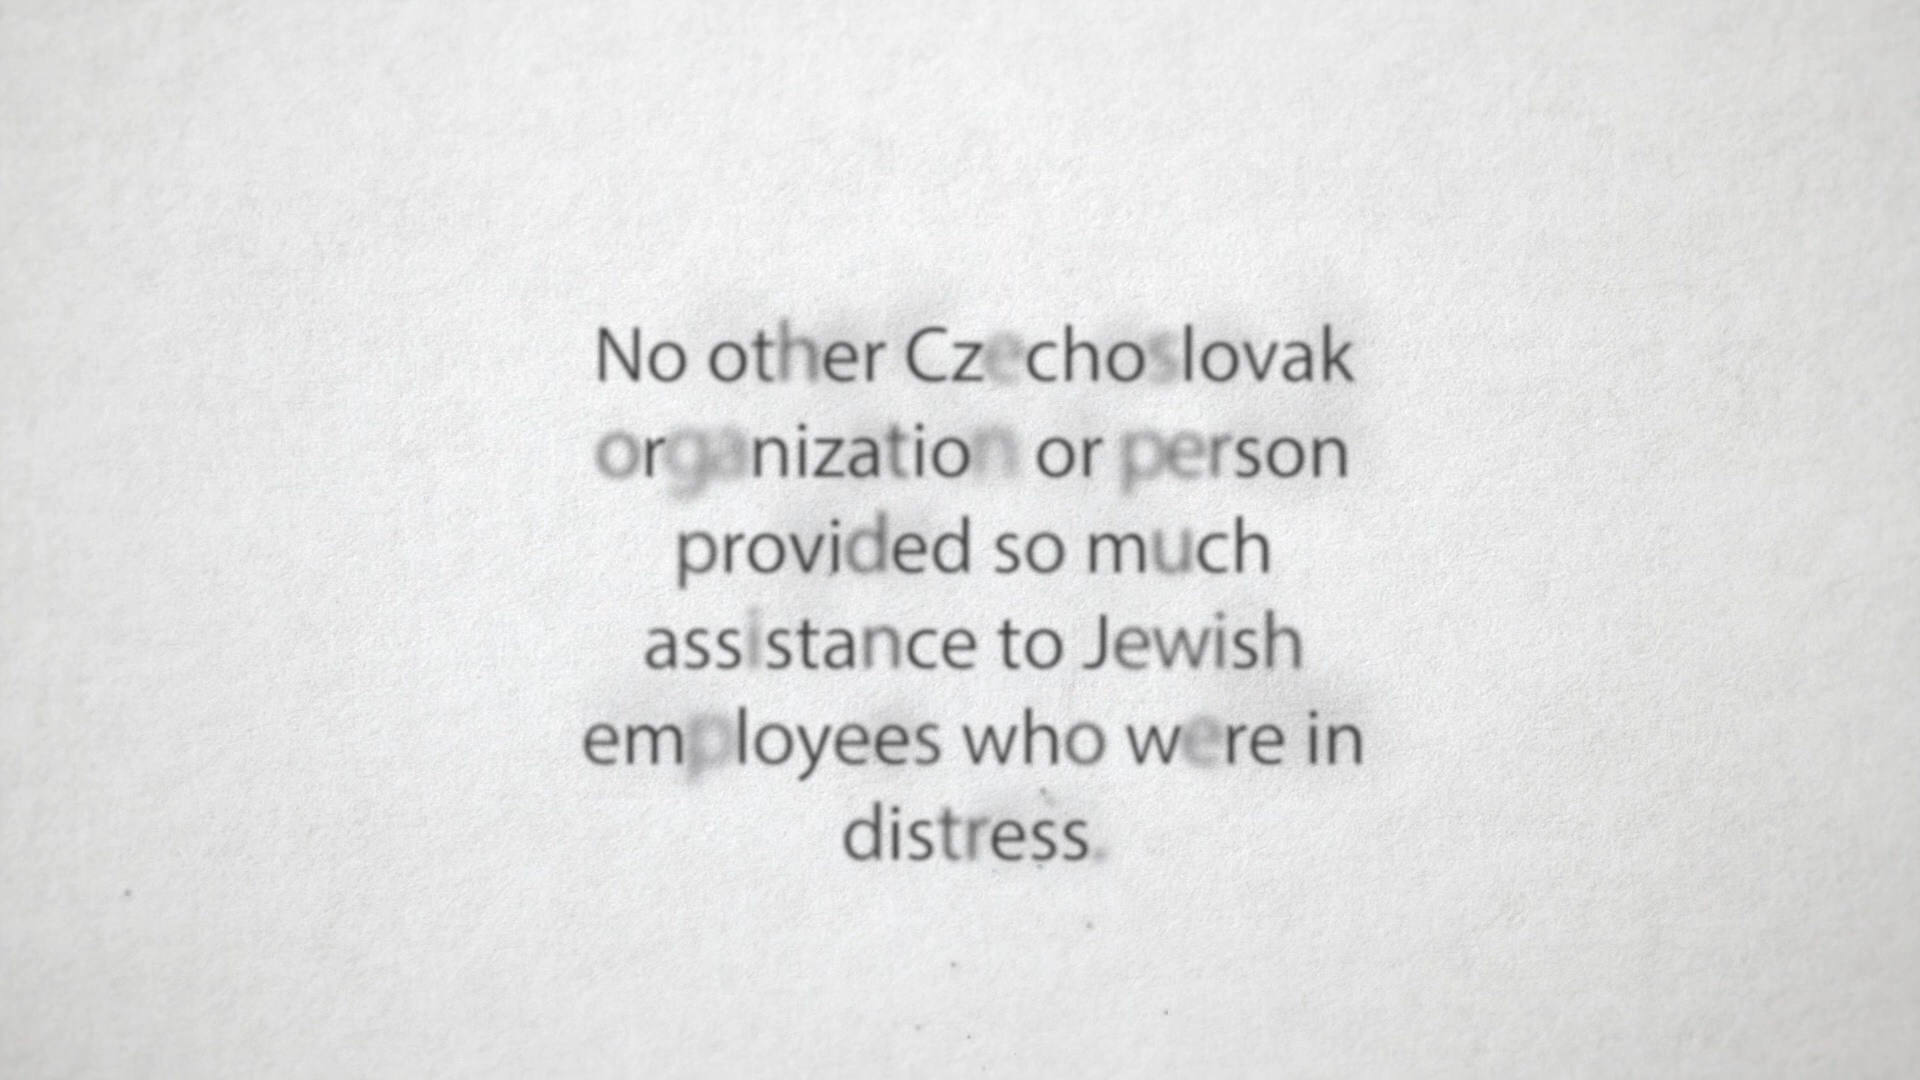 No other Czechoslovak
organization or person
provided so much
assistance to Jewish
employees who were in
distress.